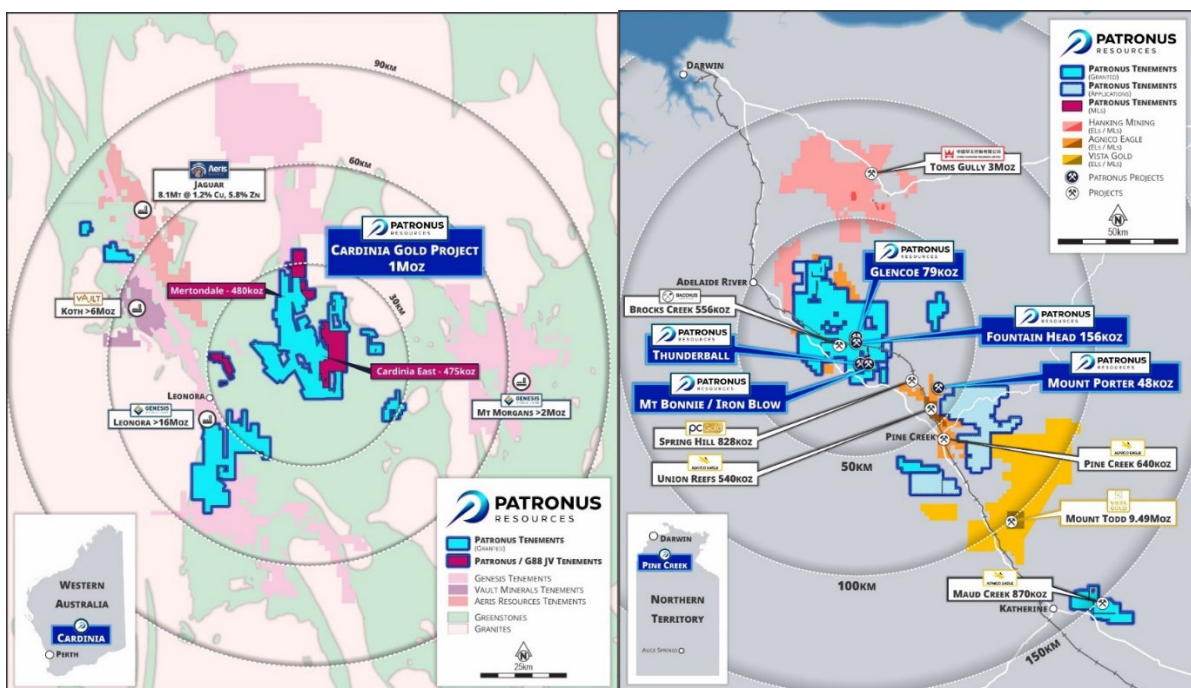 90KM
60KM
30KM
Aeris
JAGUAR
8.1MT @ 1.2% CU, 5.8% ZN
PATRONUS
RESOURCES
CARDINIA GOLD PROJECT
1MOZ
MERTONDALE - 480KOZ
VAULT
KOTH >6MOZ
CARDINIA EAST - 475KOZ
LEONORA
GENESIS
LEONORA >16MOZ
GENESIS
MT MORGANS >2MOZ
WESTERN
AUSTRALIA
CARDINIA
PERTH
PATRONUS
RESOURCES
PATRONUS TENEMENTS
(GRANTED)
PATRONUS / G88 JV TENEMENTS
GENESIS TENEMENTS
VAULT MINERALS TENEMENTS
AERIS RESOURCES TENEMENTS
GREENSTONES
GRANITES
N
25KM
DARWIN
PATRONUS
RESOURCES
PATRONUS TENEMENTS
(GRANTED)
PATRONUS TENEMENTS
(APPLICATIONS)
PATRONUS TENEMENTS
(MLS)
HANKING MINING
(ELS / MLS)
AGNICO EAGLE
(ELS / MLS)
VISTA GOLD
(ELS / MLS)
PATRONUS PROJECTS
PROJECTS
N
50KM
TOMS GULLY 3MOZ
PATRONUS
RESOURCES
GLENCOE 79KOZ
ADELAIDE RIVER
BACCHUS
BROCKS CREEK 556KOZ
PATRONUS
RESOURCES
FOUNTAIN HEAD 156KOZ
PATRONUS
RESOURCES
THUNDERBALL
PATRONUS
RESOURCES
MOUNT PORTER 48KOZ
PATRONUS
RESOURCES
MT BONNIE / IRON BLOW
PC GOLD
SPRING HILL 828KOZ
PINE CREEK
AGNICO EAGLE
UNION REEFS 540KOZ
AGNICO EAGLE
PINE CREEK 640KOZ
50KM
VISTA
GOLD
MOUNT TODD 9.49MOZ
100KM
AGNICO EAGLE
MAUD CREEK 870KOZ
KATHERINE
150KM
DARWIN
PINE CREEK
NORTHERN
TERRITORY
ALICE SPRINGS